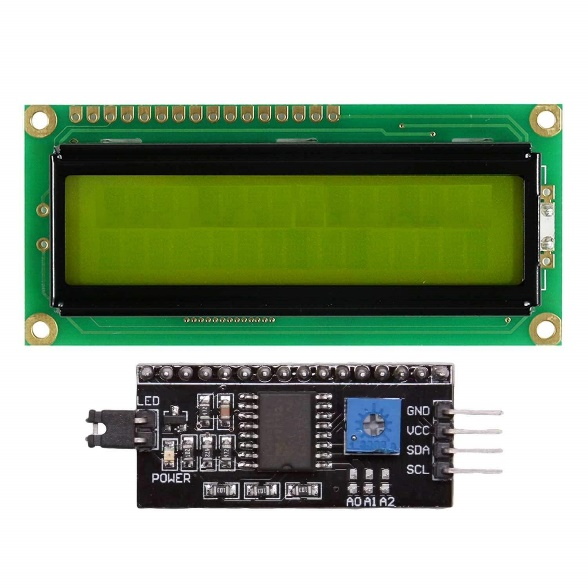 LED
GND
VCC
SDA
SCL
POWER
A0 A1 A2